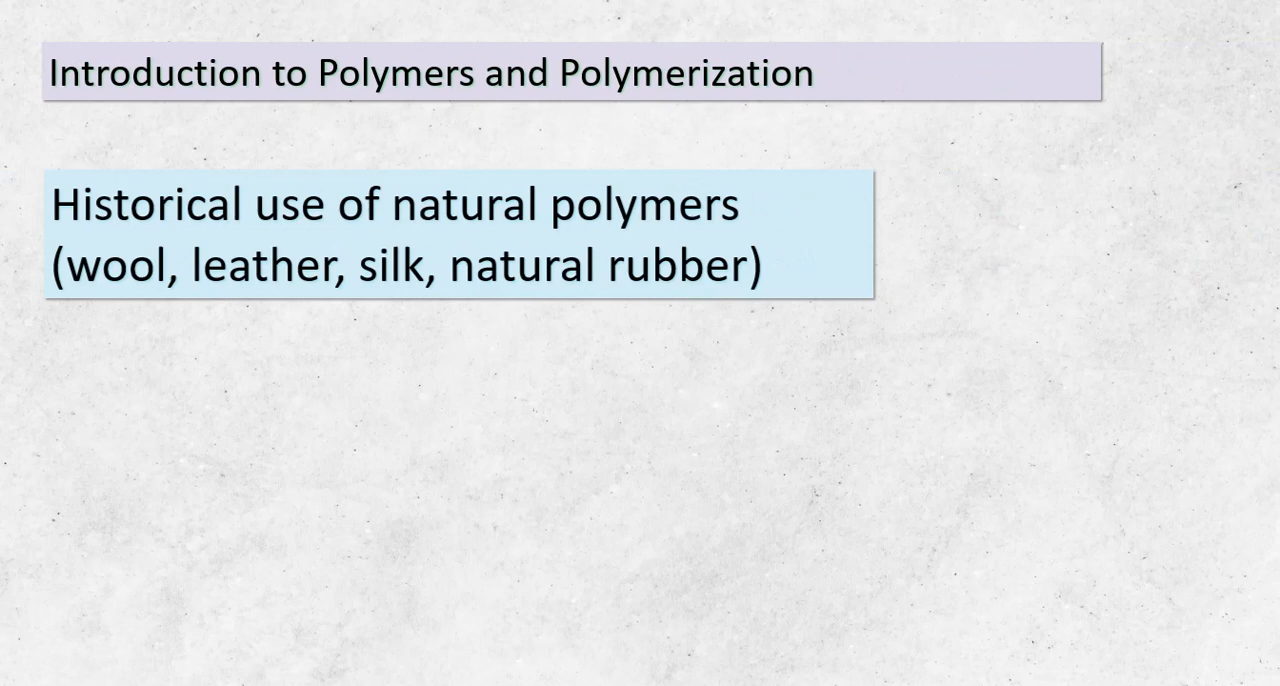 Introduction to Polymers and Polymerization
Historical use of natural polymers
(wool, leather, silk, natural rubber)